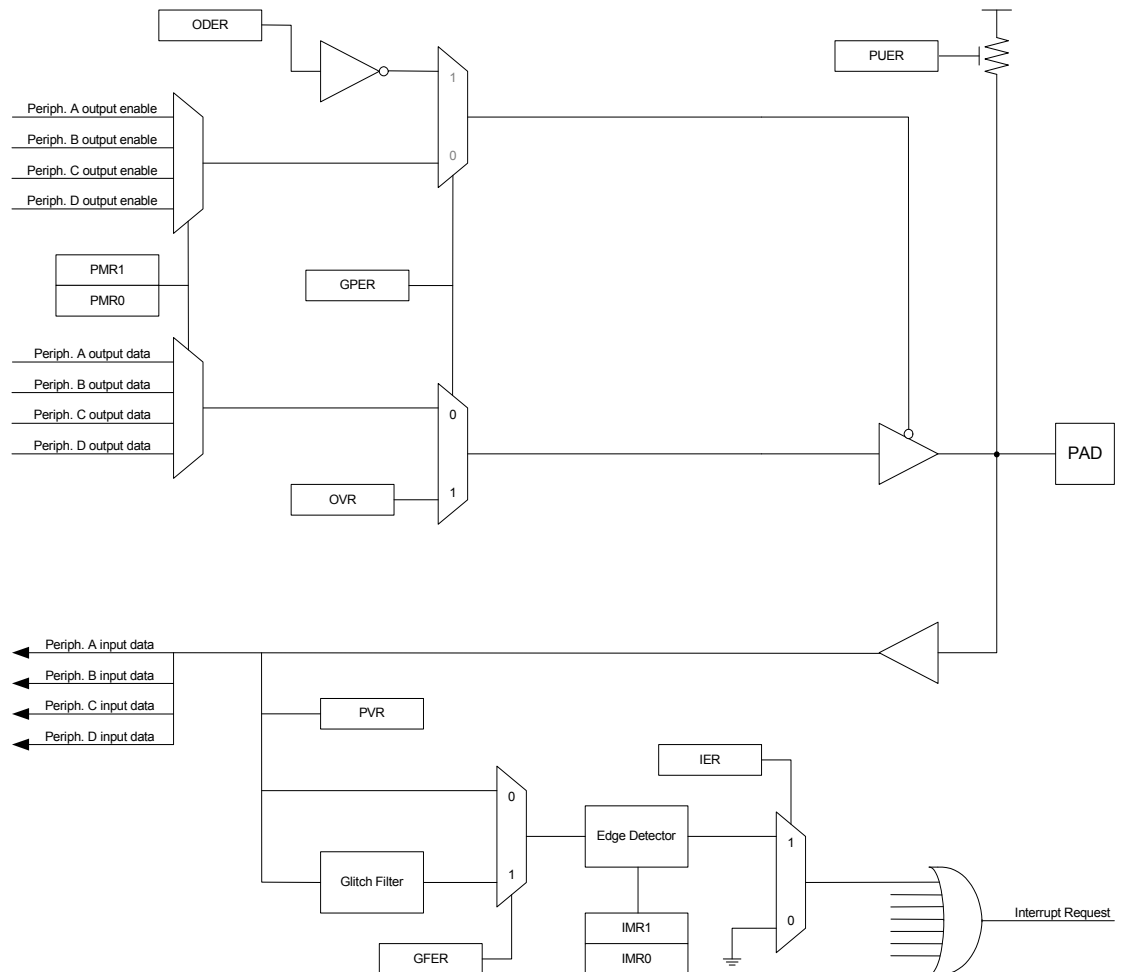 ODER
PUER
1
Periph. A output enable
Periph. B output enable
0
Periph. C output enable
Periph. D output enable
PMR1
GPER
PMR0
Periph. A output data
Periph. B output data
0
Periph. C output data
Periph. D output data
PAD
1
OVR
Periph. A input data
Periph. B input data
Periph. C input data
PVR
Periph. D input data
IER
0
Edge Detector
1
Glitch Filter
1
0
IMR1
Interrupt Request
GFER
IMR0